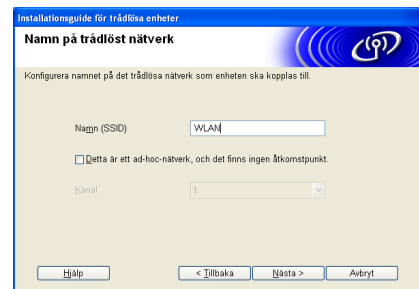 Installationsguide för trådlösa enheter
Namn på trådlöst nätverk
Konfigurera namnet på det trådlösa nätverk som enheten ska kopplas till.
Namn (SSID) WLAN
Detta är ett ad-hoc-nätverk, och det finns ingen åtkomstpunkt.
Kanal 1
Hjälp < Tillbaka Nästa > Avbryt